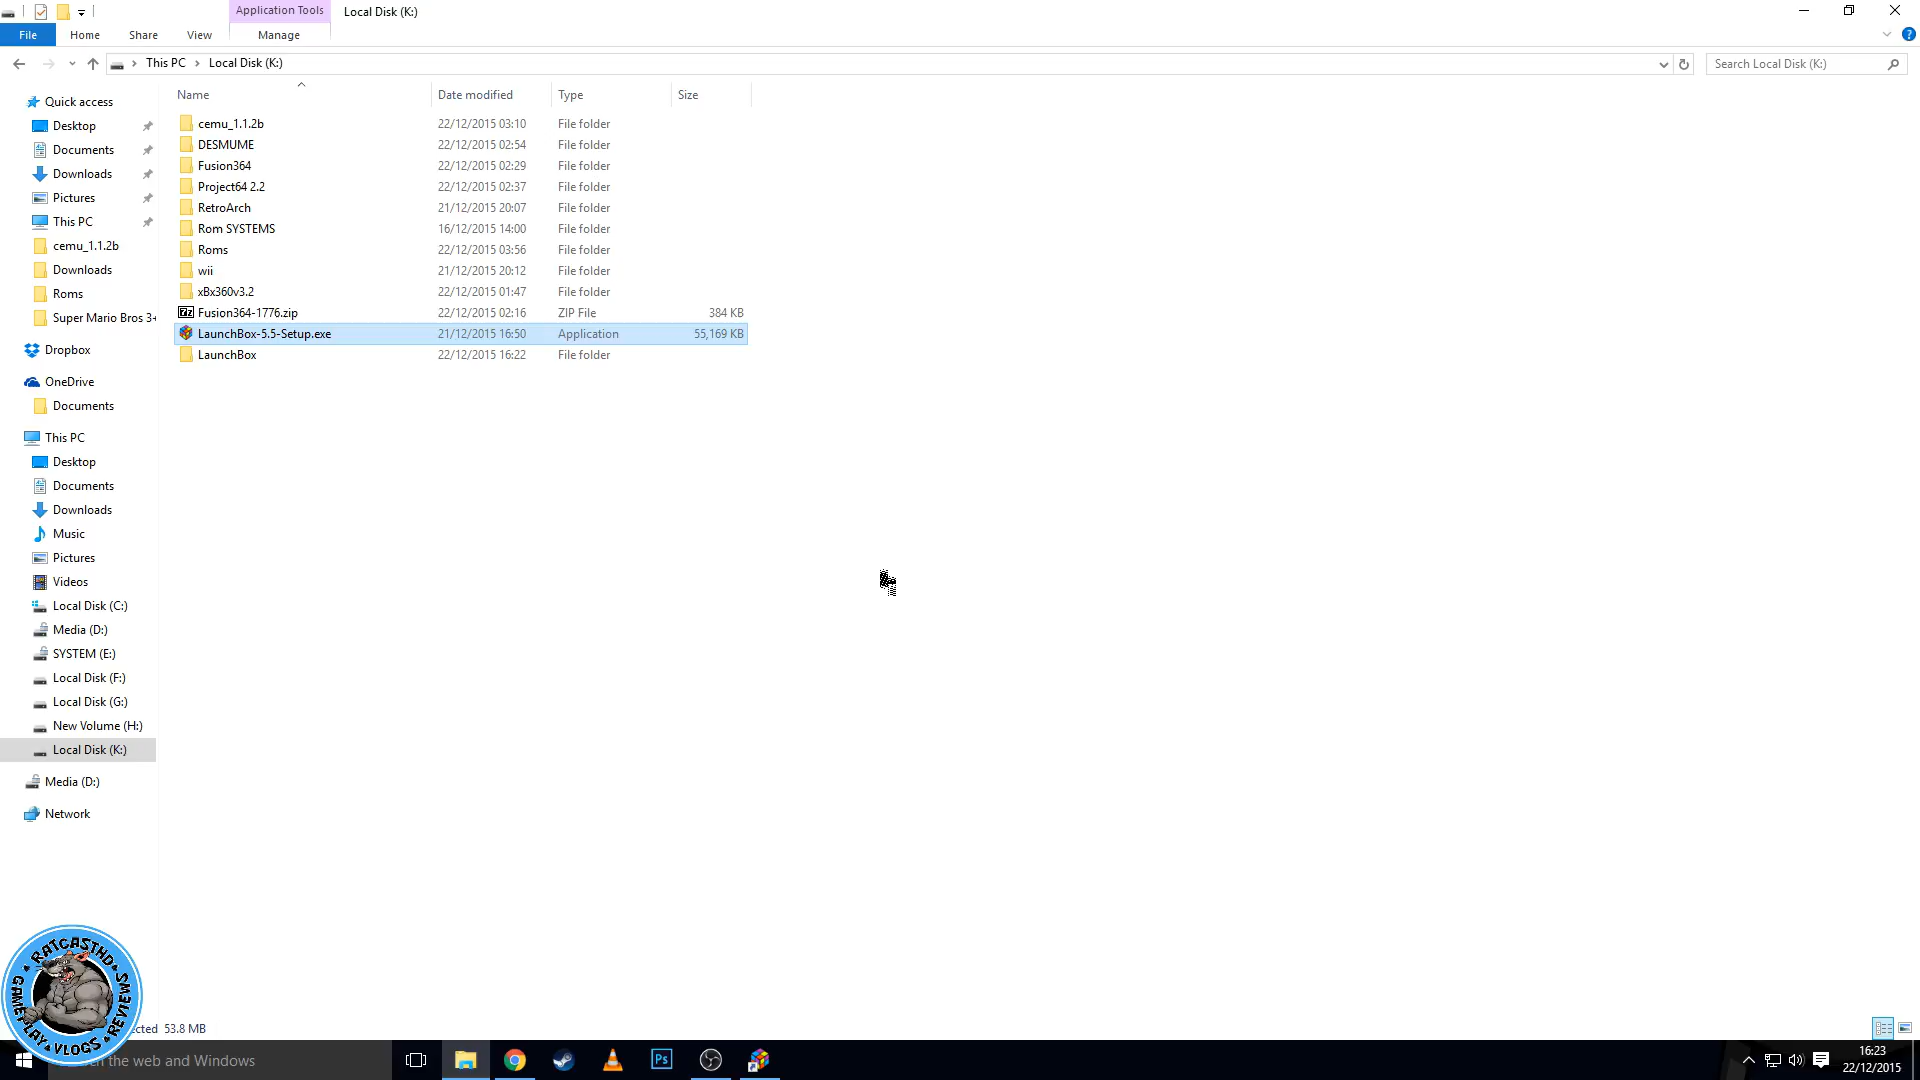 Application Tools
Local Disk (K:)
File
Home
Share
View
Manage
This PC
Local Disk (K:)
Search Local Disk (K:)
Name
Date modified
Type
Size
Quick access
Desktop
Documents
Downloads
Pictures
This PC
cemu_1.1.2b
Downloads
Roms
Super Mario Bros 3+
Dropbox
OneDrive
Documents
This PC
Desktop
Documents
Downloads
Music
Pictures
Videos
Local Disk (C:)
Media (D:)
SYSTEM (E:)
Local Disk (F:)
Local Disk (G:)
New Volume (H:)
Local Disk (K:)
Media (D:)
Network
cemu_1.1.2b 22/12/2015 03:10 File folder
DESMUME 22/12/2015 02:54 File folder
Fusion364 22/12/2015 02:29 File folder
Project64 2.2 22/12/2015 02:37 File folder
RetroArch 21/12/2015 20:07 File folder
Rom SYSTEMS 16/12/2015 14:00 File folder
Roms 22/12/2015 03:56 File folder
wii 21/12/2015 20:12 File folder
xBx360v3.2 22/12/2015 01:47 File folder
Fusion364-1776.zip 22/12/2015 02:16 ZIP File 384 KB
LaunchBox-5.5-Setup.exe 21/12/2015 16:50 Application 55,169 KB
LaunchBox 22/12/2015 16:22 File folder
RATCASTHD
GAMEPLAY VLOGS REVIEWS
ected 53.8 MB
the web and Windows
Ps
16:23
22/12/2015